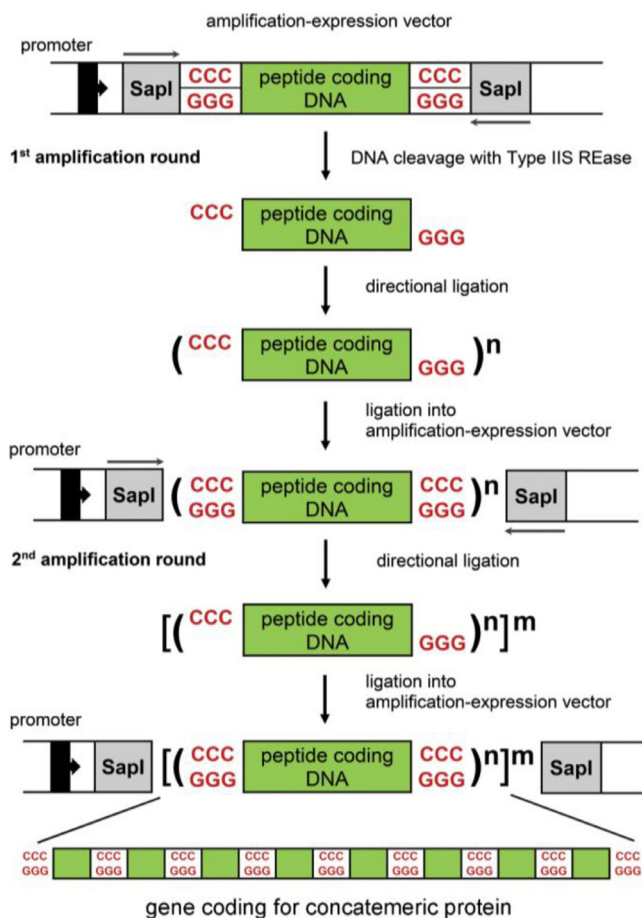 amplification-expression vector
promoter
SapI CCC peptide coding CCC SapI
GGG DNA GGG
1st amplification round DNA cleavage with Type IIS REase
CCC peptide coding
DNA GGG
directional ligation
( CCC peptide coding )n
DNA GGG
ligation into
amplification-expression vector
promoter
SapI ( CCC peptide coding CCC )n SapI
GGG DNA GGG
2nd amplification round directional ligation
[( CCC peptide coding )n]m
DNA GGG
ligation into
amplification-expression vector
promoter
SapI [( CCC peptide coding CCC )n]m SapI
GGG DNA GGG
CCC CCC CCC CCC CCC CCC CCC CCC CCC
GGG GGG GGG GGG GGG GGG GGG GGG GGG
gene coding for concatemeric protein